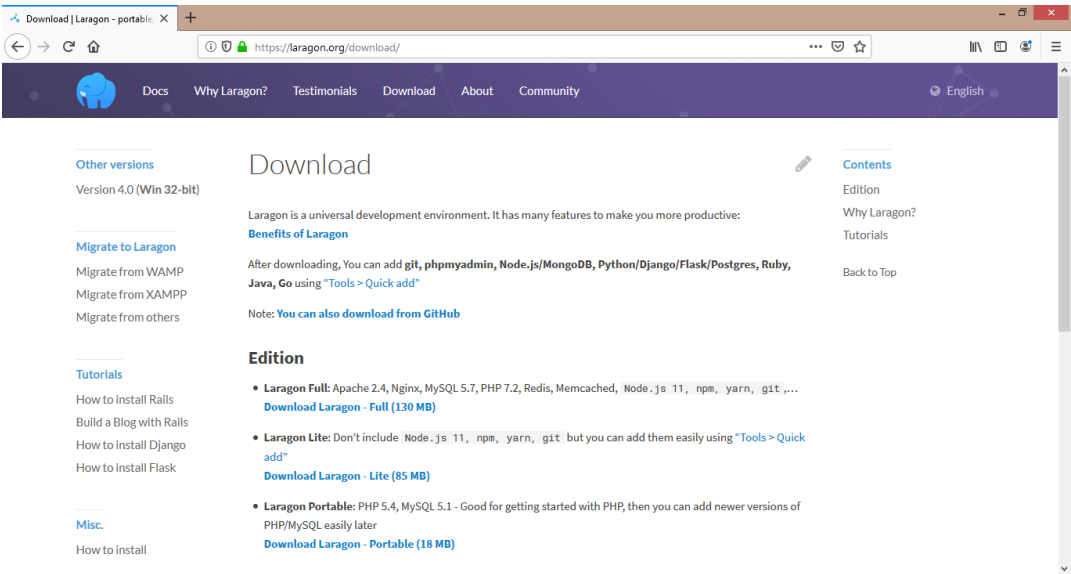 Download | Laragon - portable,
https://laragon.org/download/
Docs Why Laragon? Testimonials Download About Community English
Other versions
Version 4.0 (Win 32-bit)
Migrate to Laragon
Migrate from WAMP
Migrate from XAMPP
Migrate from others
Tutorials
How to install Rails
Build a Blog with Rails
How to install Django
How to install Flask
Misc.
How to install
Download
Laragon is a universal development environment. It has many features to make you more productive:
Benefits of Laragon
After downloading, You can add git, phpmyadmin, Node.js/MongoDB, Python/Django/Flask/Postgres, Ruby,
Java, Go using “Tools > Quick add”
Note: You can also download from GitHub
Edition
• Laragon Full: Apache 2.4, Nginx, MySQL 5.7, PHP 7.2, Redis, Memcached, Node.js 11, npm, yarn, git ,…
Download Laragon - Full (130 MB)
• Laragon Lite: Don’t include Node.js 11, npm, yarn, git but you can add them easily using “Tools > Quick
add”
Download Laragon - Lite (85 MB)
• Laragon Portable: PHP 5.4, MySQL 5.1 - Good for getting started with PHP, then you can add newer versions of
PHP/MySQL easily later
Download Laragon - Portable (18 MB)
Contents
Edition
Why Laragon?
Tutorials
Back to Top